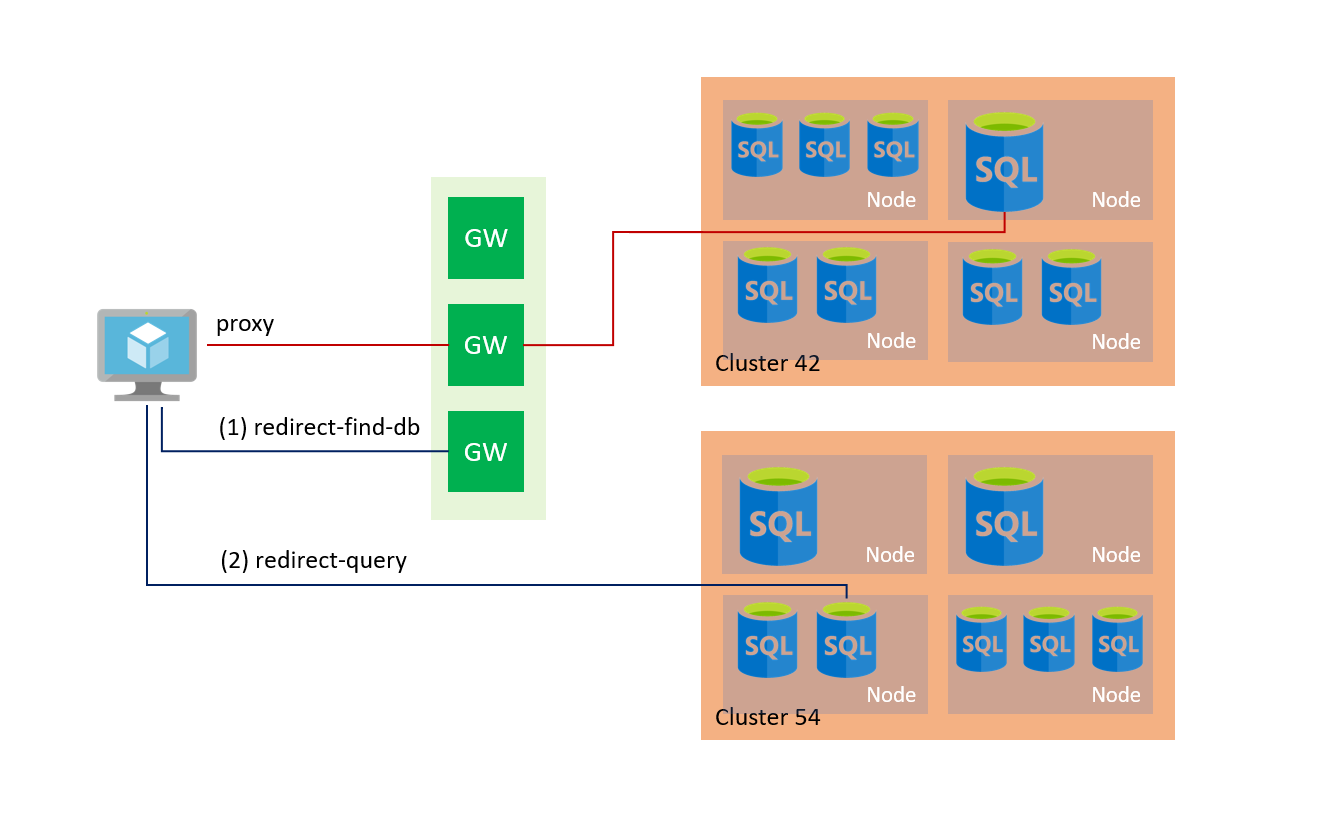 SQL SQL SQL
Node
SQL
Node
GW
SQL SQL
Node
SQL SQL
Node
Cluster 42
proxy
GW
(1) redirect-find-db
GW
SQL
Node
SQL
Node
(2) redirect-query
SQL SQL
Node
SQL SQL SQL
Node
Cluster 54